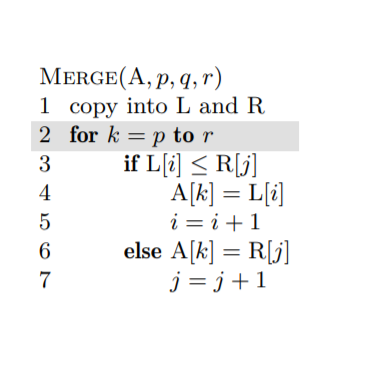 MERGE(A, p, q, r)
1 copy into L and R
2 for k = p to r
3 if L[i] ≤ R[j]
4 A[k] = L[i]
5 i = i + 1
6 else A[k] = R[j]
7 j = j + 1